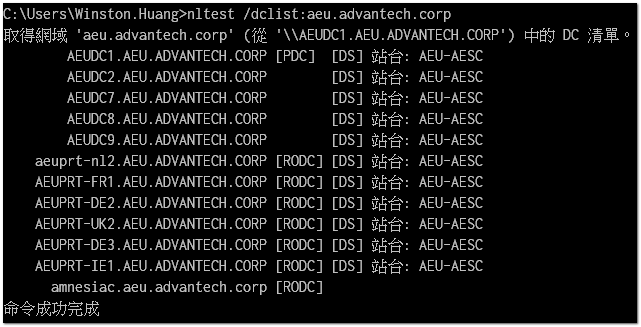 C:\Users\Winston.Huang>nltest /dclist:aeu.advantech.corp
取得網域 'aeu.advantech.corp' (從 '\\AEUDC1.AEU.ADVANTECH.CORP') 中的 DC 清單。
AEUDC1.AEU.ADVANTECH.CORP [PDC] [DS] 站台: AEU-AESC
AEUDC2.AEU.ADVANTECH.CORP [DS] 站台: AEU-AESC
AEUDC7.AEU.ADVANTECH.CORP [DS] 站台: AEU-AESC
AEUDC8.AEU.ADVANTECH.CORP [DS] 站台: AEU-AESC
AEUDC9.AEU.ADVANTECH.CORP [DS] 站台: AEU-AESC
aeuprt-nl2.AEU.ADVANTECH.CORP [RODC] [DS] 站台: AEU-AESC
AEUPRT-FR1.AEU.ADVANTECH.CORP [RODC] [DS] 站台: AEU-AESC
AEUPRT-DE2.AEU.ADVANTECH.CORP [RODC] [DS] 站台: AEU-AESC
AEUPRT-UK2.AEU.ADVANTECH.CORP [RODC] [DS] 站台: AEU-AESC
AEUPRT-DE3.AEU.ADVANTECH.CORP [RODC] [DS] 站台: AEU-AESC
AEUPRT-IE1.AEU.ADVANTECH.CORP [RODC] [DS] 站台: AEU-AESC
amnesiac.aeu.advantech.corp [RODC]
命令成功完成